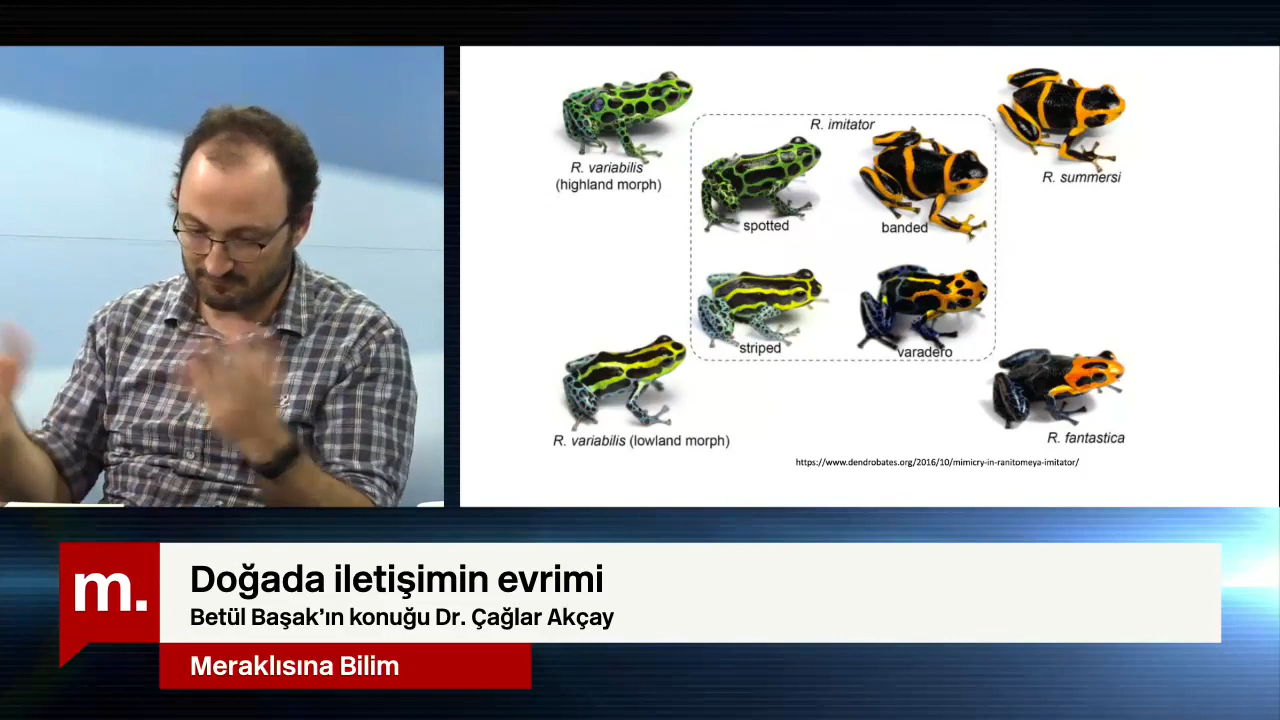 R. imitator
R. variabilis
(highland morph)
R. summersi
spotted
banded
striped
varadero
R. variabilis (lowland morph)
R. fantastica
https://www.dendrobates.org/2016/10/mimicry-in-ranitomeya-imitator/
m.
Doğada iletişimin evrimi
Betül Başak’ın konuğu Dr. Çağlar Akçay
Meraklısına Bilim